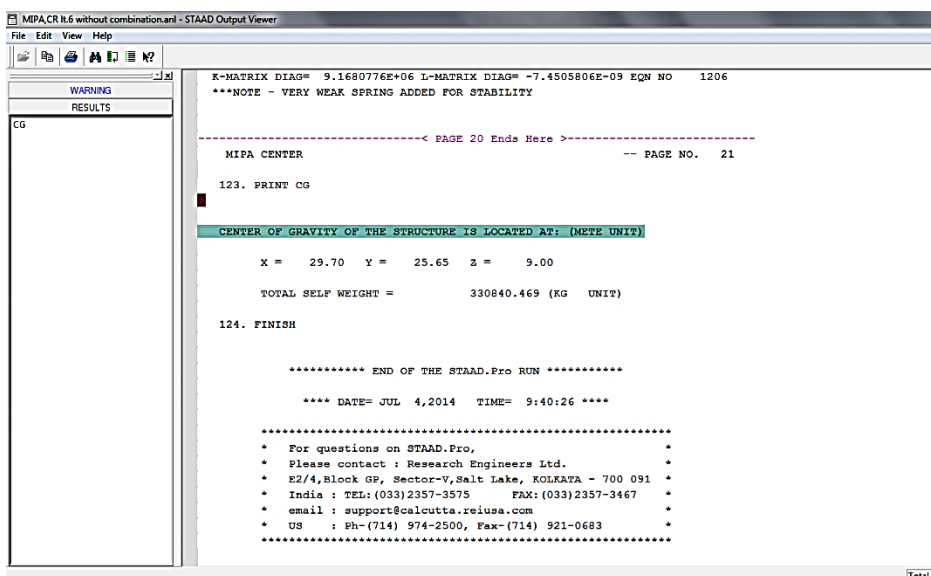 MIPA,CR lt.6 without combination.anl - STAAD Output Viewer
File Edit View Help
WARNING
RESULTS
CG
K-MATRIX DIAG= 9.1680776E+06 L-MATRIX DIAG= -7.4505806E-09 EQN NO 1206
***NOTE - VERY WEAK SPRING ADDED FOR STABILITY
-------------------------------< PAGE 20 Ends Here >---------------------------
MIPA CENTER -- PAGE NO. 21
123. PRINT CG
CENTER OF GRAVITY OF THE STRUCTURE IS LOCATED AT: (METE UNIT)
X = 29.70 Y = 25.65 Z = 9.00
TOTAL SELF WEIGHT = 330840.469 (KG UNIT)
124. FINISH
*********** END OF THE STAAD.Pro RUN ***********
**** DATE= JUL 4,2014 TIME= 9:40:26 ****
************************************************************
* For questions on STAAD.Pro, *
* Please contact : Research Engineers Ltd. *
* E2/4,Block GP, Sector-V,Salt Lake, KOLKATA - 700 091 *
* India : TEL:(033)2357-3575 FAX:(033)2357-3467 *
* email : support@calcutta.reiusa.com *
* US : Ph-(714) 974-2500, Fax-(714) 921-0683 *
************************************************************
Total